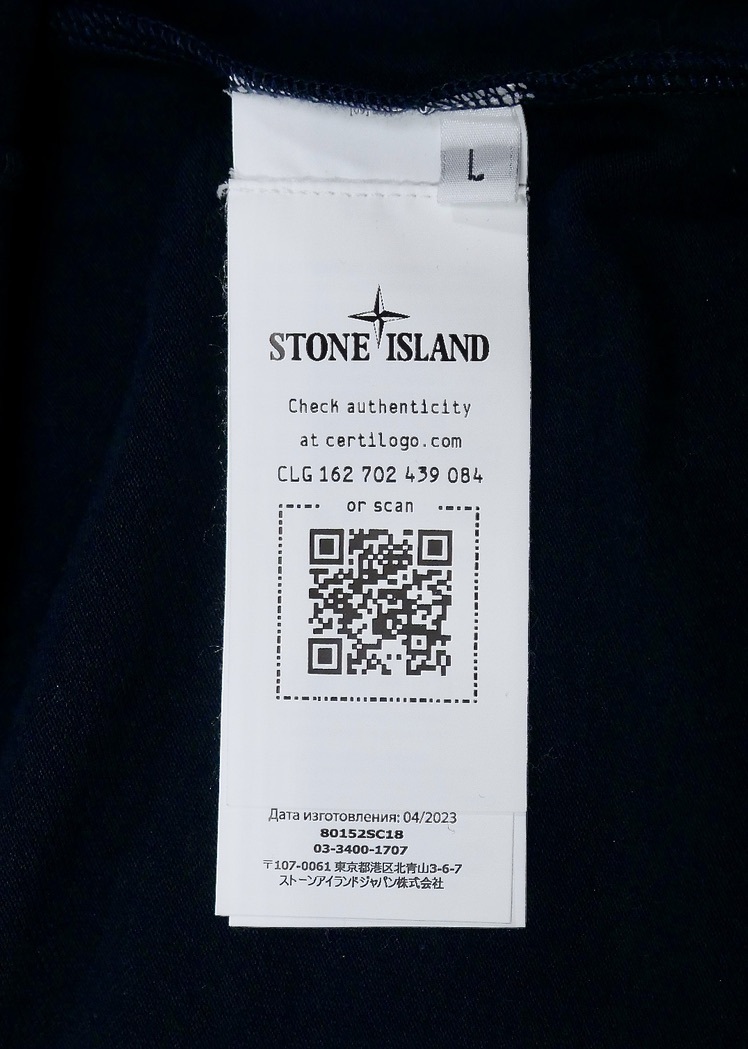 L
STONE ISLAND
Check authenticity
at certilogo.com
CLG 162 702 439 084
or scan
Дата изготовления: 04/2023
80152SC18
03-3400-1707
〒107-0061 東京都港区北青山3-6-7
ストーンアイランドジャパン株式会社